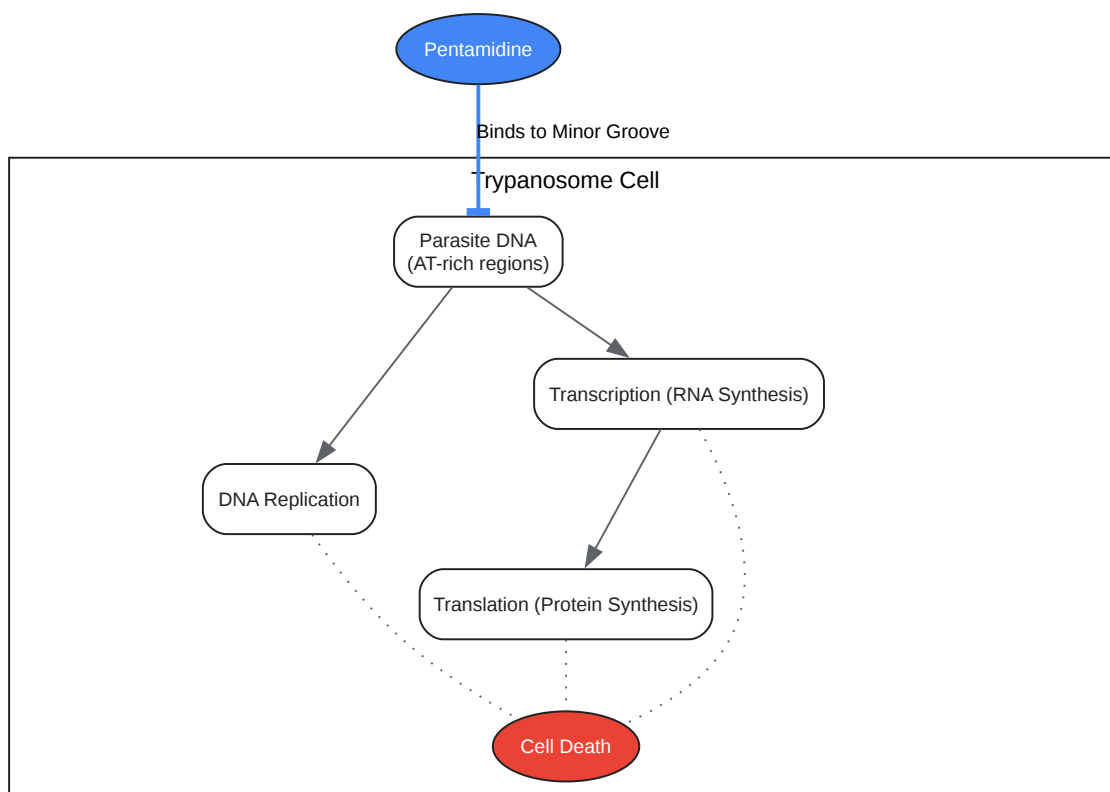 Pentamidine
Binds to Minor Groove
Trypanosome Cell
Parasite DNA
(AT-rich regions)
Transcription (RNA Synthesis)
DNA Replication
Translation (Protein Synthesis)
Cell Death